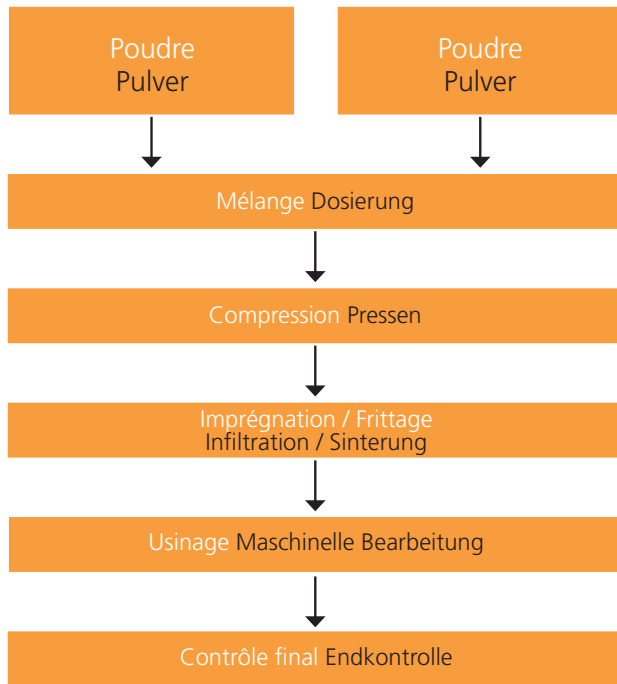 Poudre
Pulver
Poudre
Pulver
Mélange Dosierung
Compression Pressen
Imprégnation / Frittage
Infiltration / Sinterung
Usinage Maschinelle Bearbeitung
Contrôle final Endkontrolle